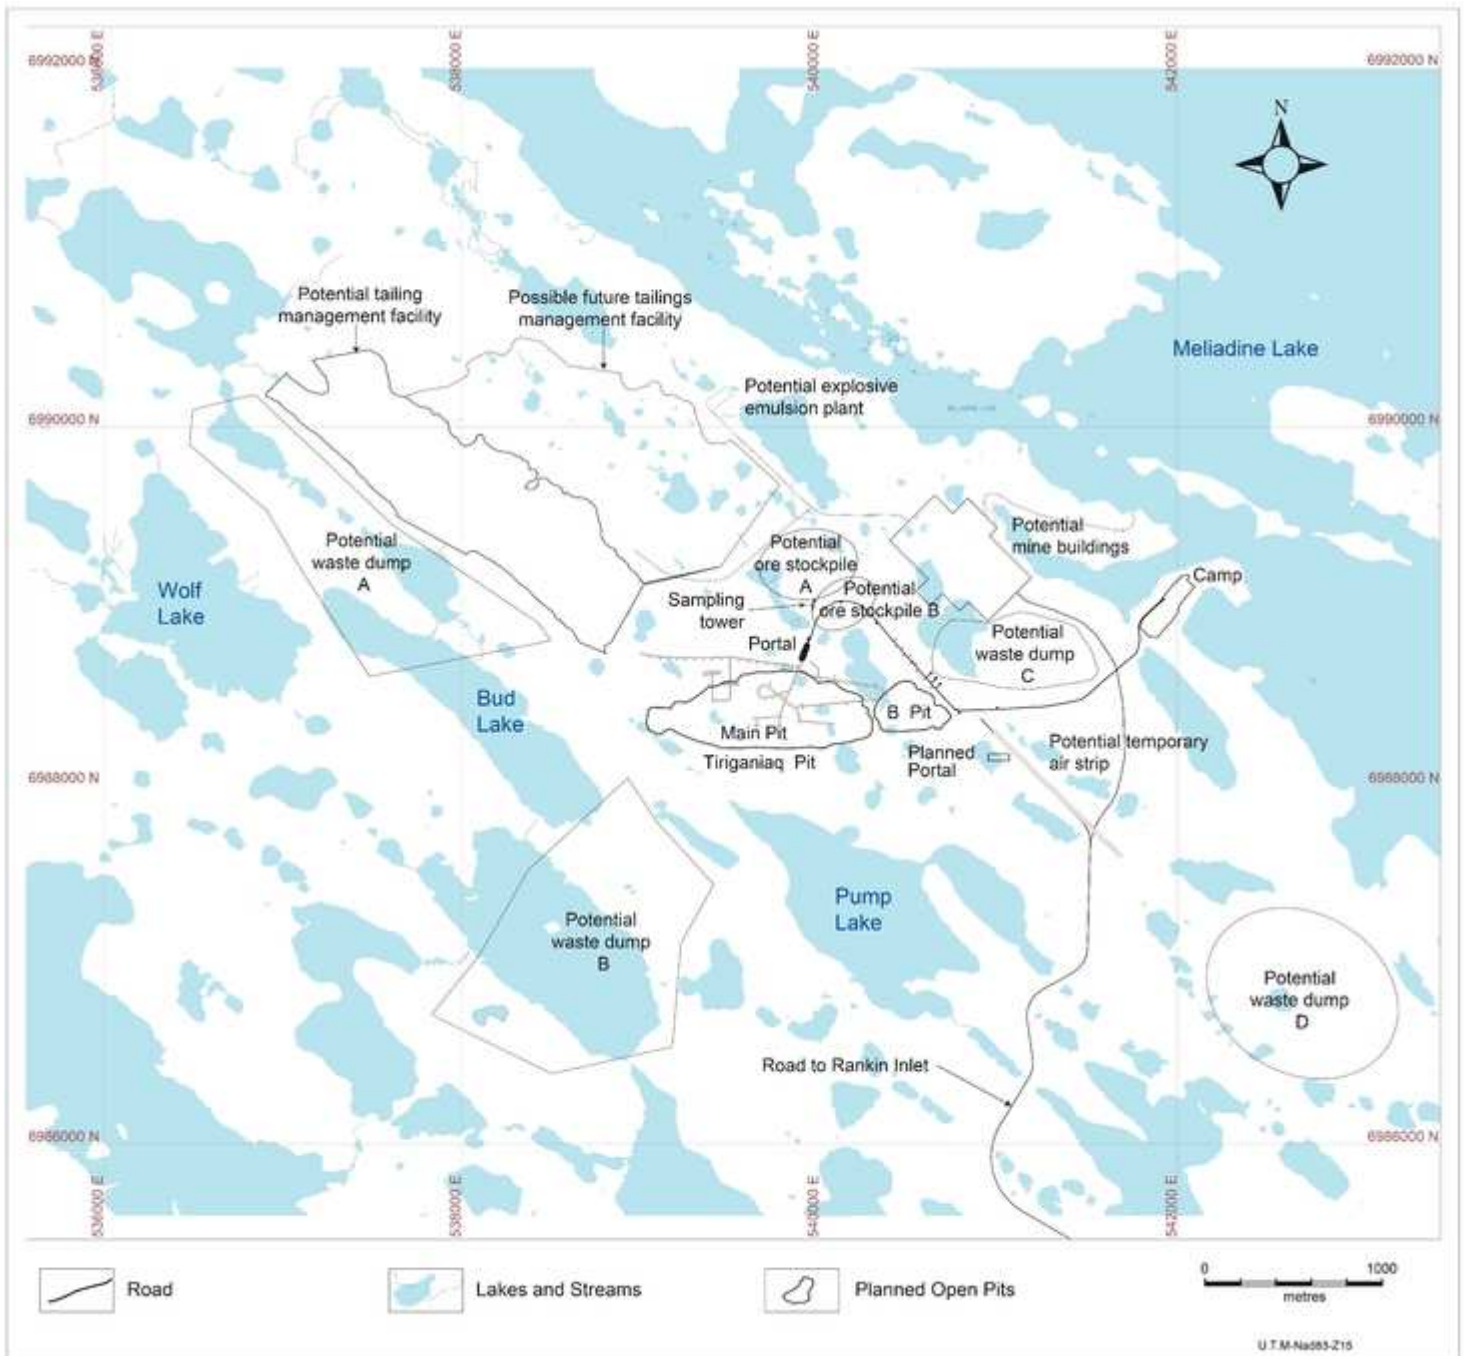 536000 E
538000 E
540000 E
542000 E
6992000 N
6992000 N
N
Potential tailing
management facility
Possible future tailings
management facility
Meliadine Lake
Potential explosive
emulsion plant
6990000 N
6990000 N
Potential
waste dump
A
Potential
ore stockpile
A
Potential
mine buildings
Wolf
Lake
Sampling
tower
Potential
ore stockpile B
Camp
Portal
Potential
waste dump
C
Bud
Lake
Main Pit
B Pit
Tiriganiaq Pit
Planned
Portal
Potential temporary
air strip
6988000 N
6988000 N
Pump
Lake
Potential
waste dump
B
Potential
waste dump
D
Road to Rankin Inlet
6986000 N
6986000 N
536000 E
538000 E
540000 E
542000 E
Road
Lakes and Streams
Planned Open Pits
0 1000
metres
U.T.M-Nad83-Z15